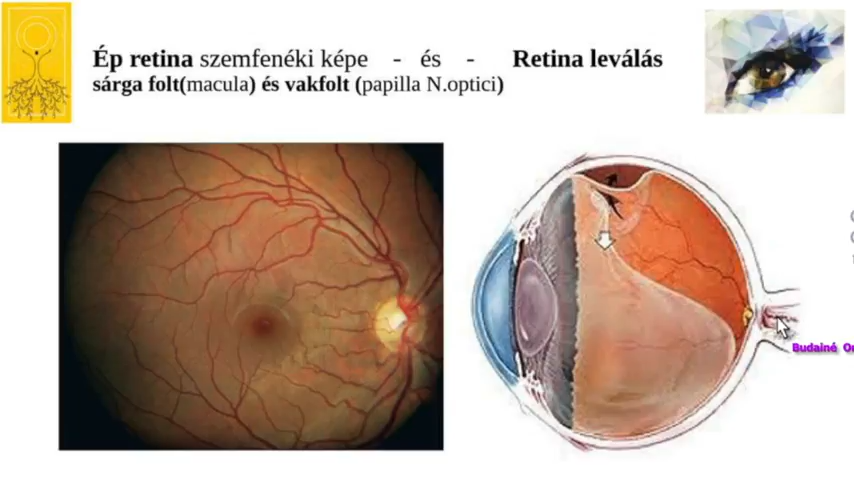 Ép retina szemfenéki képe - és - Retina leválás
sárga folt(macula) és vakfolt (papilla N.optici)
Budainé